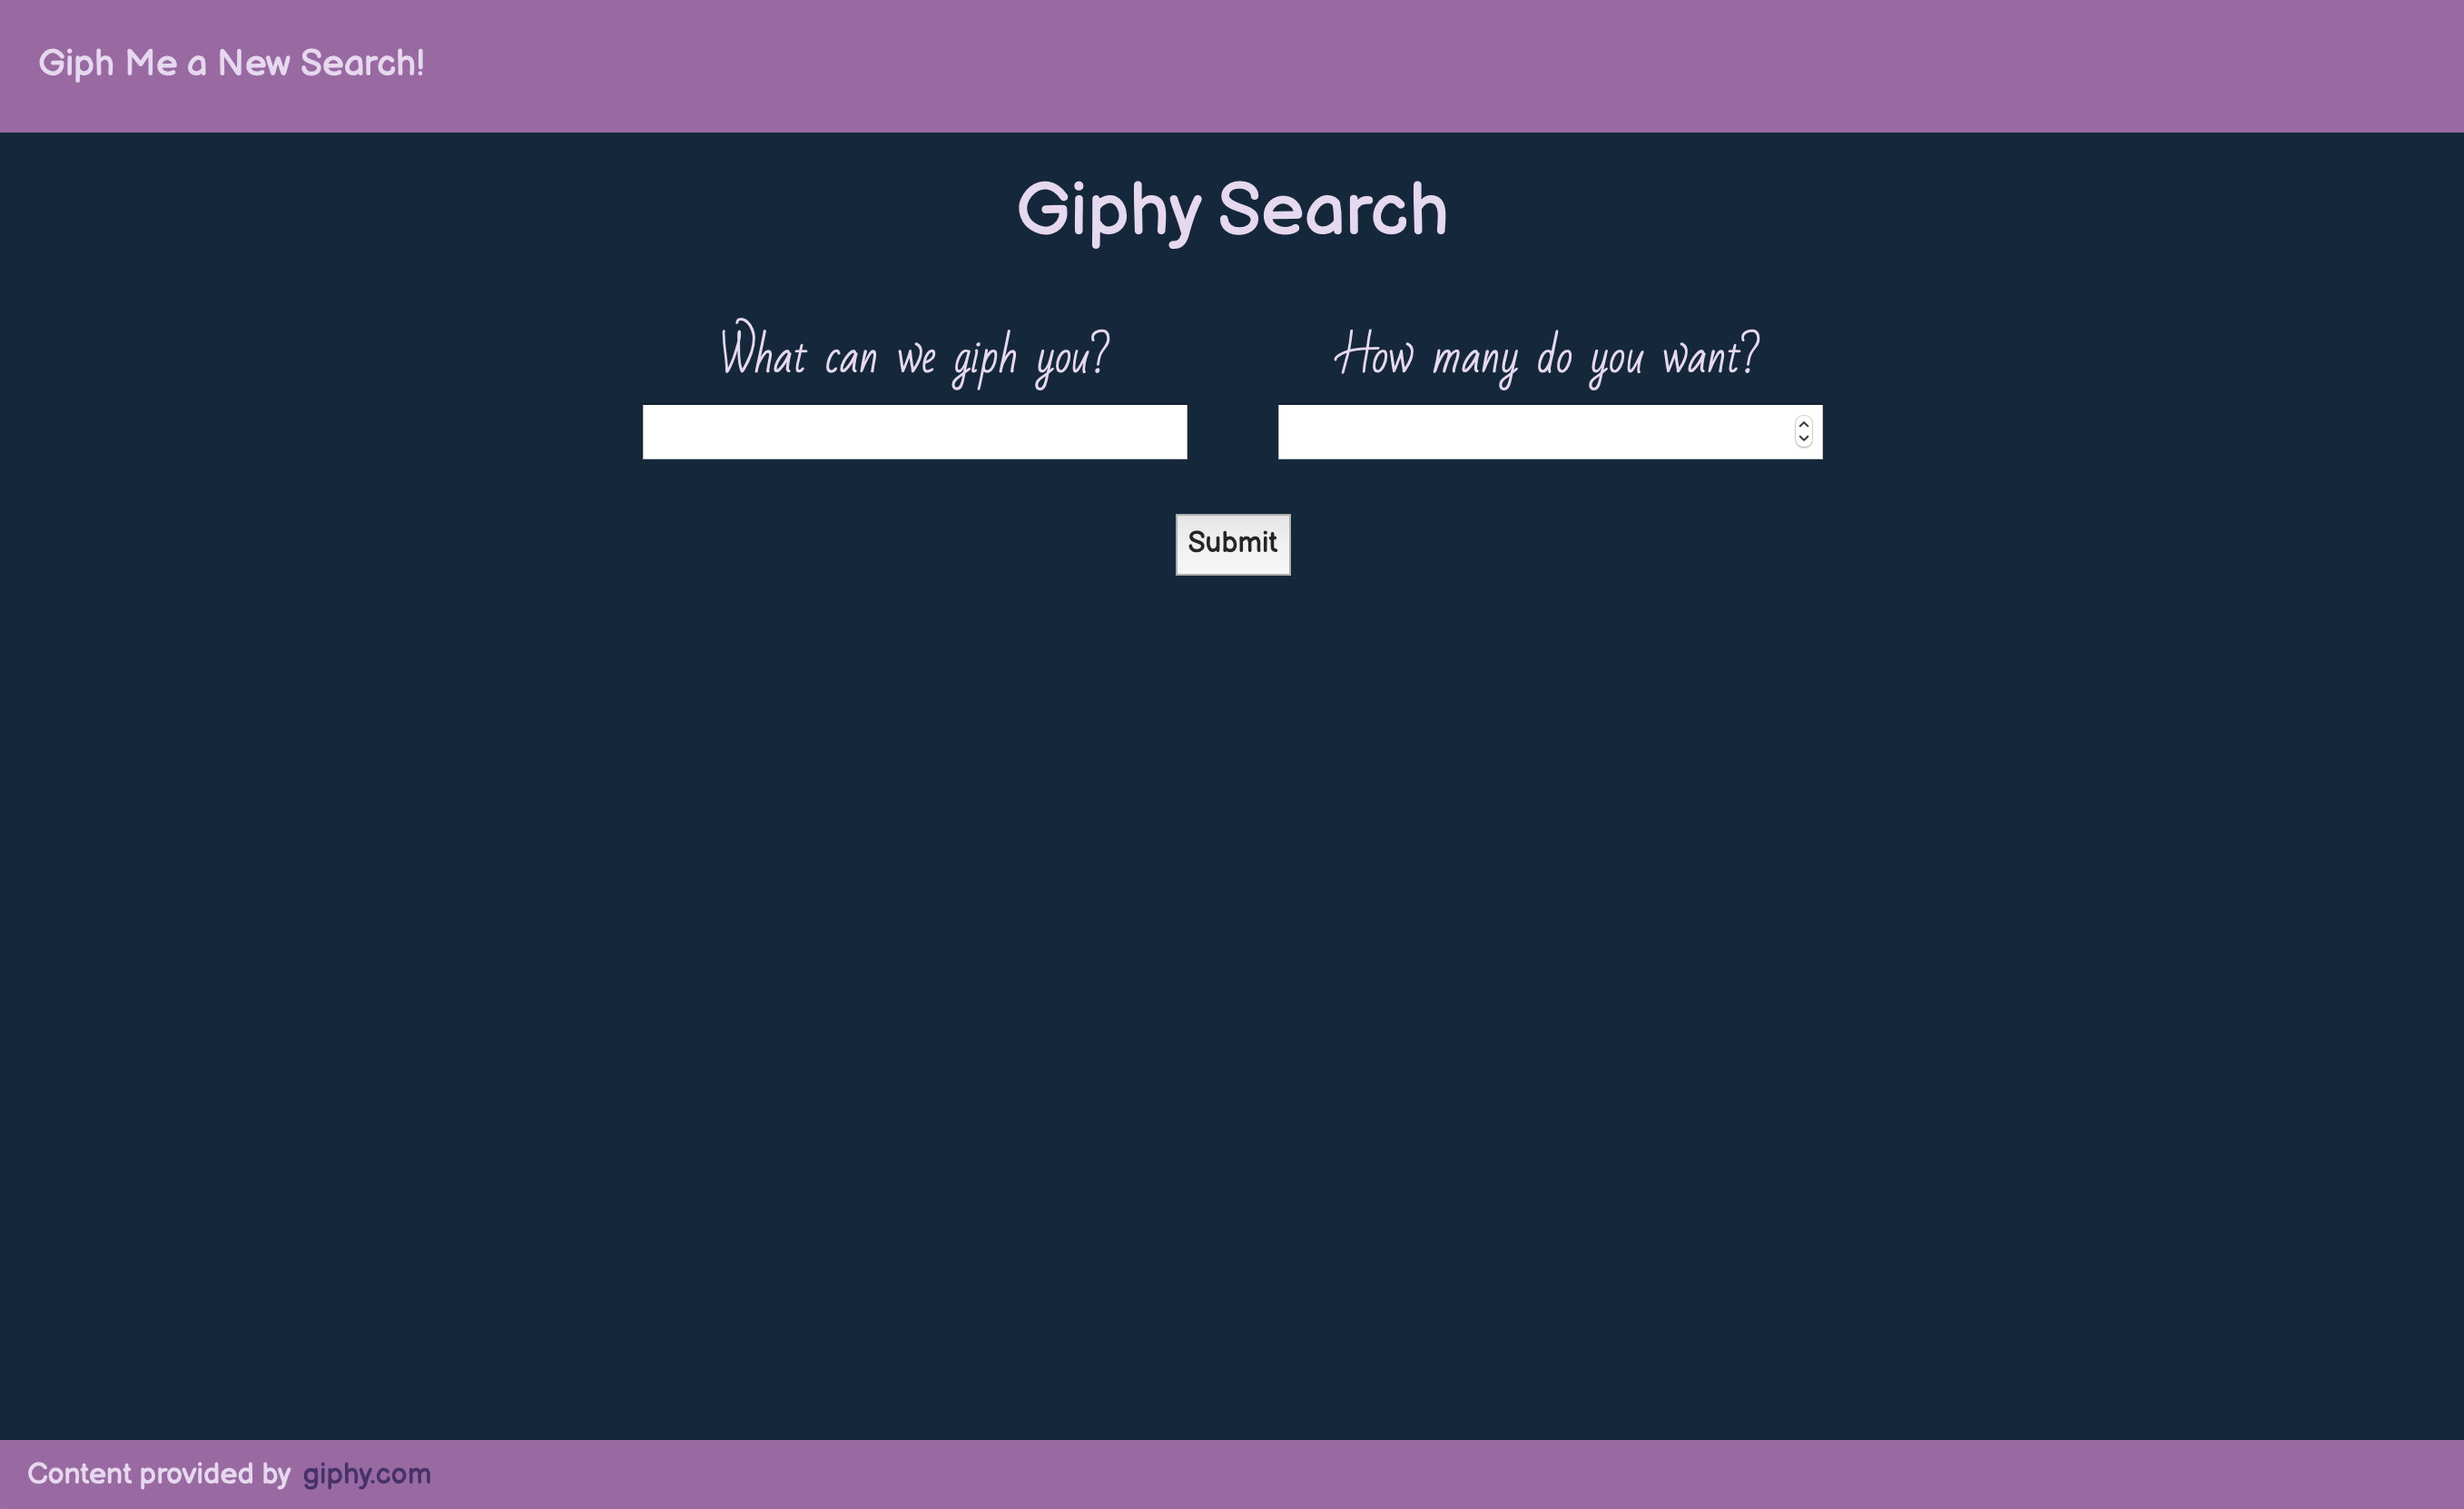 Giph Me a New Search!
Giphy Search
What can we giph you?
How many do you want?
Submit
Content provided by giphy.com